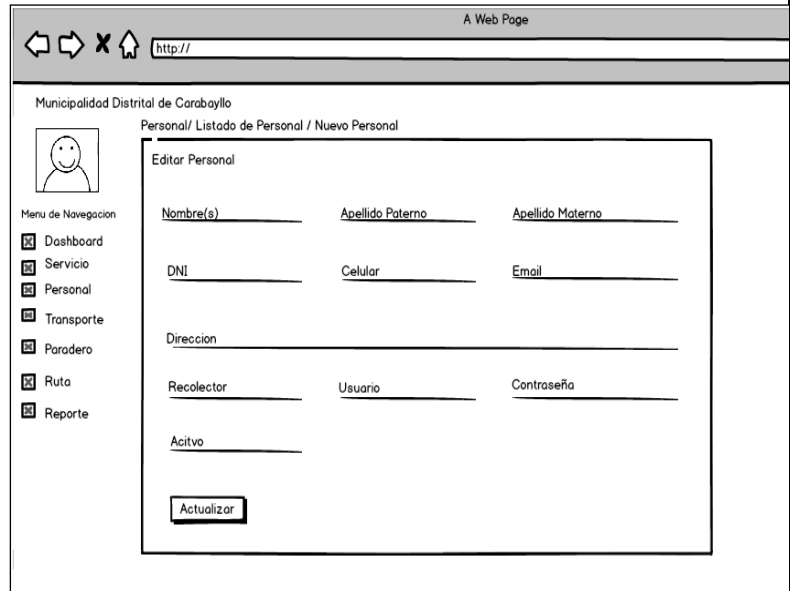 A Web Page
http://
Municipalidad Distrital de Carabayllo
Personal/ Listado de Personal / Nuevo Personal
Editar Personal
Menu de Navegacion
Dashboard
Servicio
Personal
Transporte
Paradero
Ruta
Reporte
Nombre(s) Apellido Paterno Apellido Materno
DNI Celular Email
Direccion
Recolector Usuario Contraseña
Acitvo
Actualizar